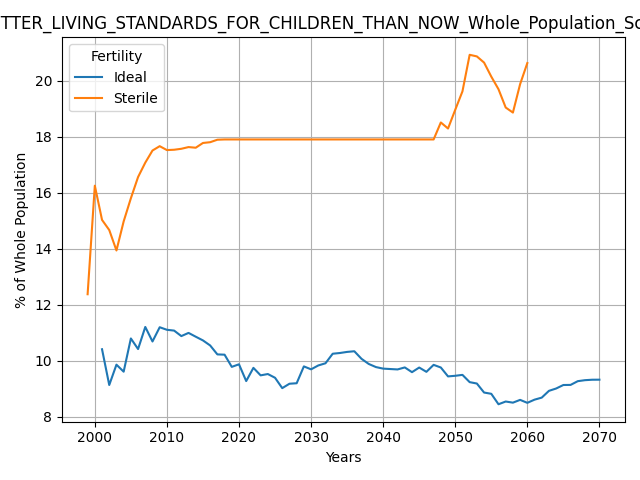 TTER_LIVING_STANDARDS_FOR_CHILDREN_THAN_NOW_Whole_Population_Sc
Fertility
Ideal
Sterile
20
18
16
14
12
10
8
% of Whole Population
2000 2010 2020 2030 2040 2050 2060 2070
Years